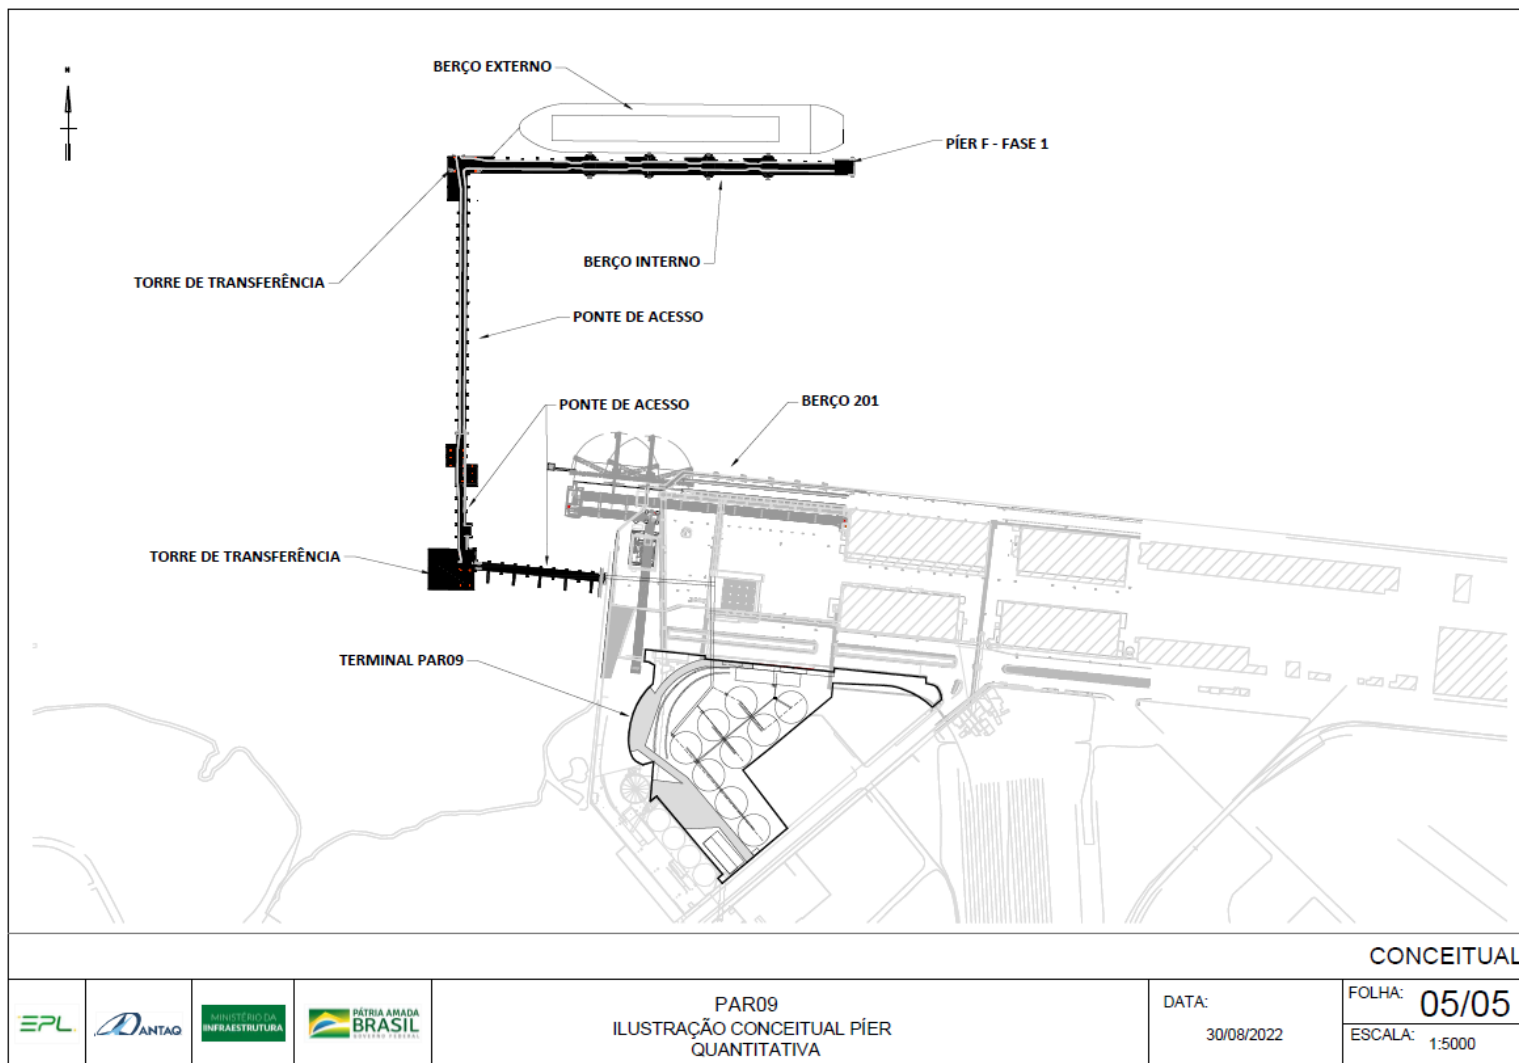 N
BERÇO EXTERNO
PÍER F - FASE 1
BERÇO INTERNO
TORRE DE TRANSFERÊNCIA
PONTE DE ACESSO
PONTE DE ACESSO
BERÇO 201
TORRE DE TRANSFERÊNCIA
TERMINAL PAR09
CONCEITUAL
EPL
ANTAQ
MINISTÉRIO DA
INFRAESTRUTURA
PÁTRIA AMADA
BRASIL
GOVERNO FEDERAL
PAR09
ILUSTRAÇÃO CONCEITUAL PÍER
QUANTITATIVA
DATA:
30/08/2022
FOLHA: 05/05
ESCALA: 1:5000